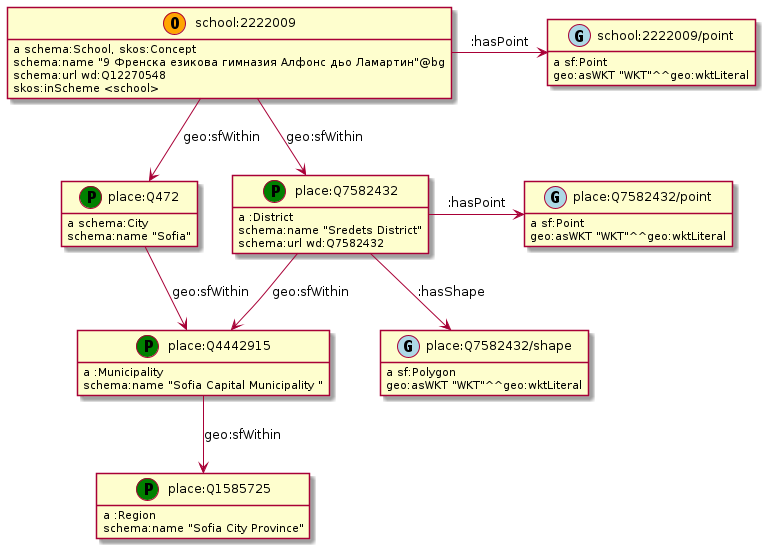 O school:2222009
a schema:School, skos:Concept
schema:name "9 Френска езикова гимназия Алфонс дьо Ламартин"@bg
schema:url wd:Q12270548
skos:inScheme <school>
:hasPoint
G school:2222009/point
a sf:Point
geo:asWKT "WKT"^^geo:wktLiteral
geo:sfWithin
geo:sfWithin
P place:Q472
a schema:City
schema:name "Sofia"
P place:Q7582432
a :District
schema:name "Sredets District"
schema:url wd:Q7582432
:hasPoint
G place:Q7582432/point
a sf:Point
geo:asWKT "WKT"^^geo:wktLiteral
geo:sfWithin
geo:sfWithin
:hasShape
P place:Q4442915
a :Municipality
schema:name "Sofia Capital Municipality "
G place:Q7582432/shape
a sf:Polygon
geo:asWKT "WKT"^^geo:wktLiteral
geo:sfWithin
P place:Q1585725
a :Region
schema:name "Sofia City Province"